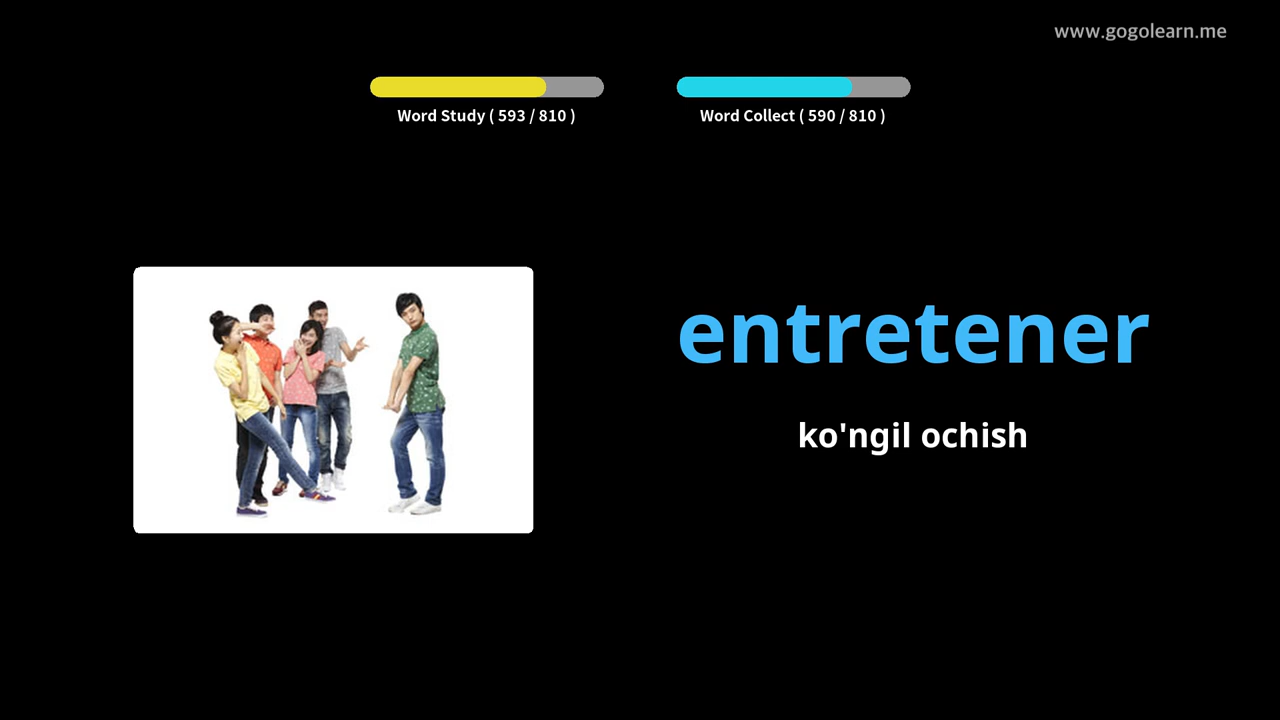 www.gogolearn.me
Word Study ( 593 / 810 )
Word Collect ( 590 / 810 )
entretener
ko'ngil ochish